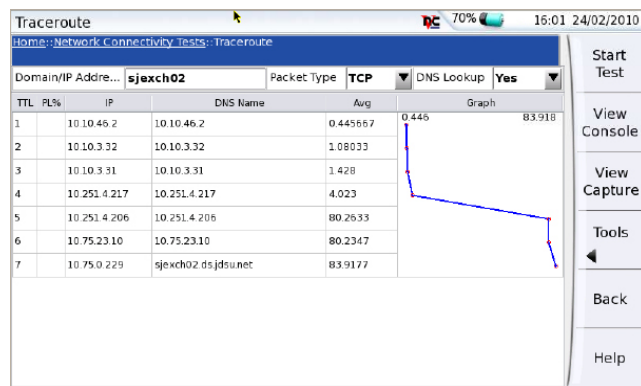 Traceroute
DC 70% 16:01 24/02/2010
Home::Network Connectivity Tests::Traceroute
Domain/IP Addre... sjexch02 Packet Type TCP DNS Lookup Yes
TTL PL% IP DNS Name Avg Graph
0.446 83.918
1 10.10.46.2 10.10.46.2 0.445667
2 10.10.3.32 10.10.3.32 1.08033
3 10.10.3.31 10.10.3.31 1.428
4 10.251.4.217 10.251.4.217 4.023
5 10.251.4.206 10.251.4.206 80.2633
6 10.75.23.10 10.75.23.10 80.2347
7 10.75.0.229 sjexch02.ds.jdsu.net 83.9177
Start
Test
View
Console
View
Capture
Tools
Back
Help